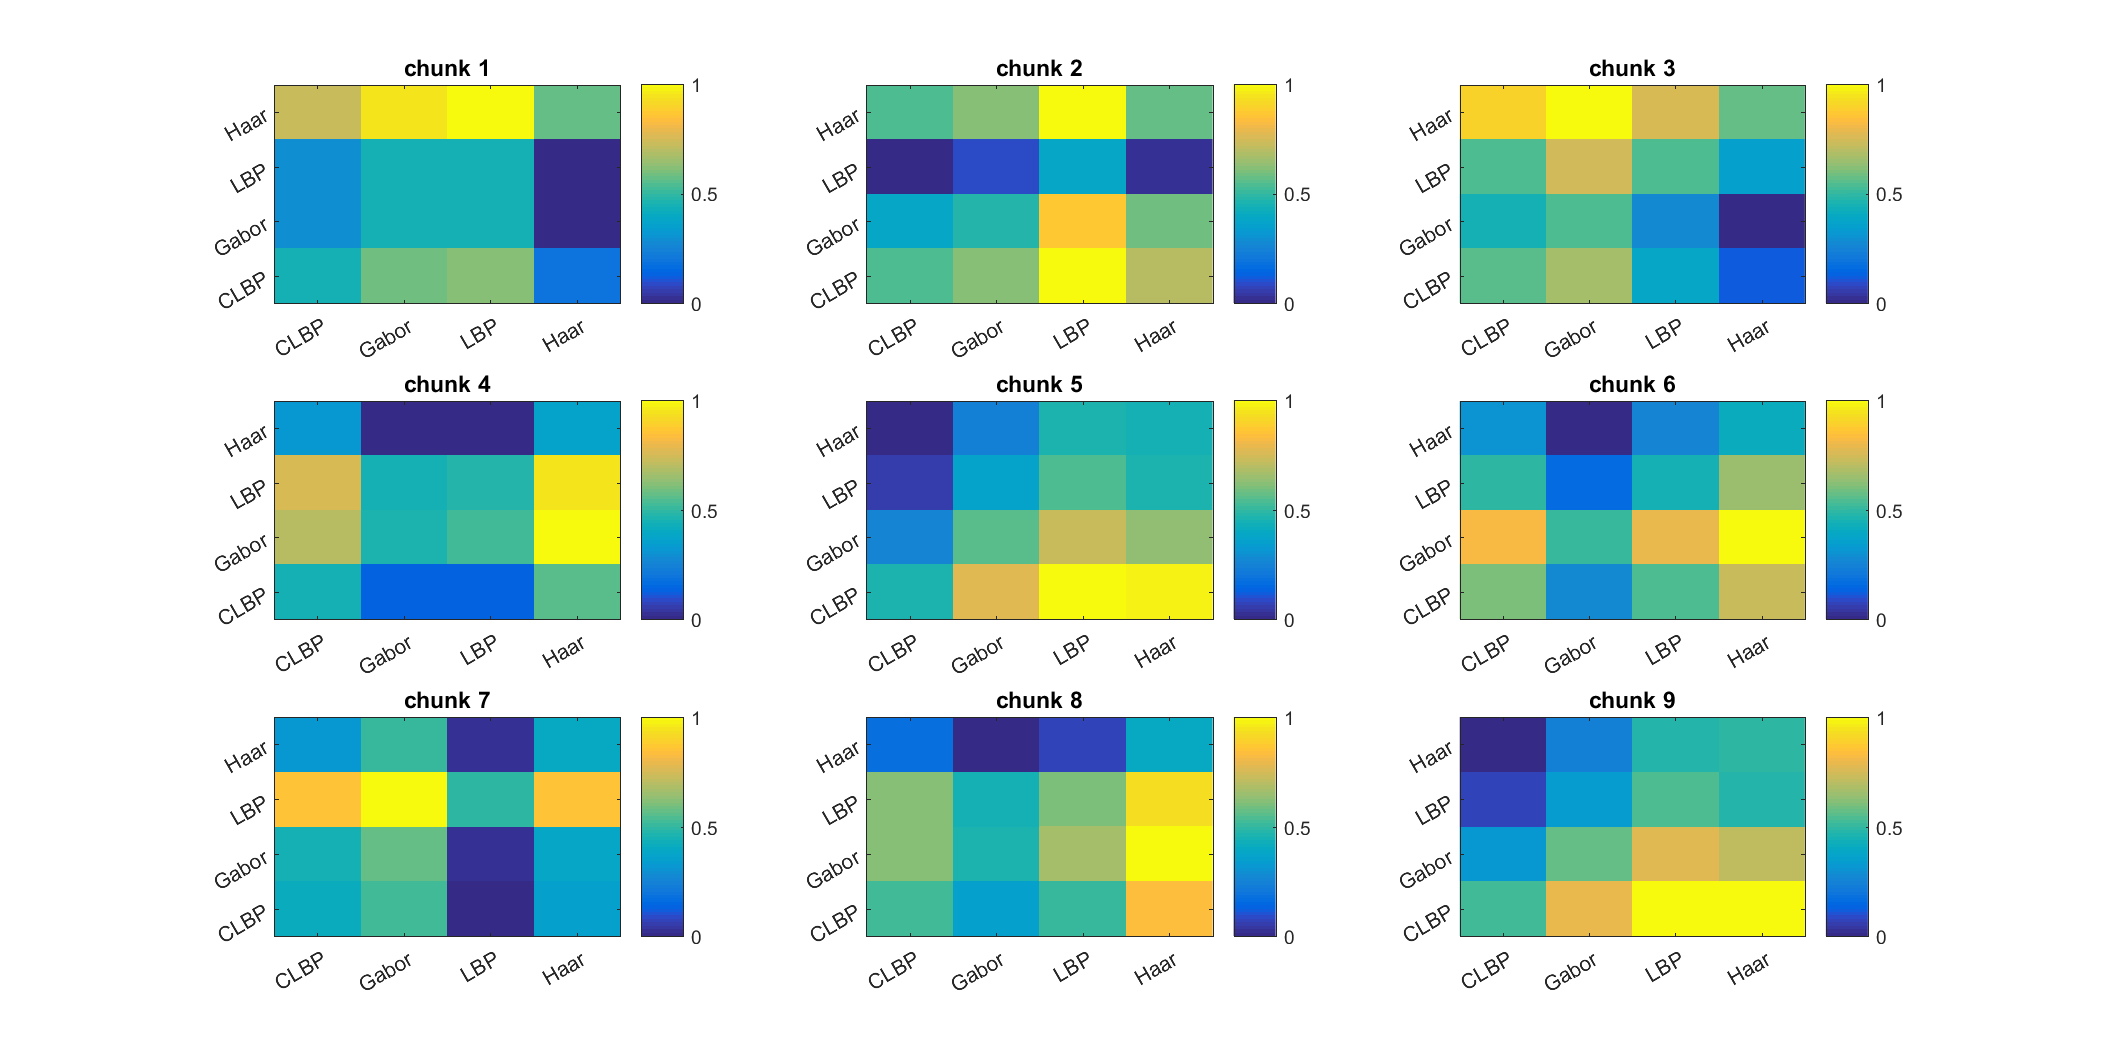 chunk 1
Haar
LBP
Gabor
CLBP
CLBP Gabor LBP Haar
1
0.5
0
chunk 2
Haar
LBP
Gabor
CLBP
CLBP Gabor LBP Haar
1
0.5
0
chunk 3
Haar
LBP
Gabor
CLBP
CLBP Gabor LBP Haar
1
0.5
0
chunk 4
Haar
LBP
Gabor
CLBP
CLBP Gabor LBP Haar
1
0.5
0
chunk 5
Haar
LBP
Gabor
CLBP
CLBP Gabor LBP Haar
1
0.5
0
chunk 6
Haar
LBP
Gabor
CLBP
CLBP Gabor LBP Haar
1
0.5
0
chunk 7
Haar
LBP
Gabor
CLBP
CLBP Gabor LBP Haar
1
0.5
0
chunk 8
Haar
LBP
Gabor
CLBP
CLBP Gabor LBP Haar
1
0.5
0
chunk 9
Haar
LBP
Gabor
CLBP
CLBP Gabor LBP Haar
1
0.5
0